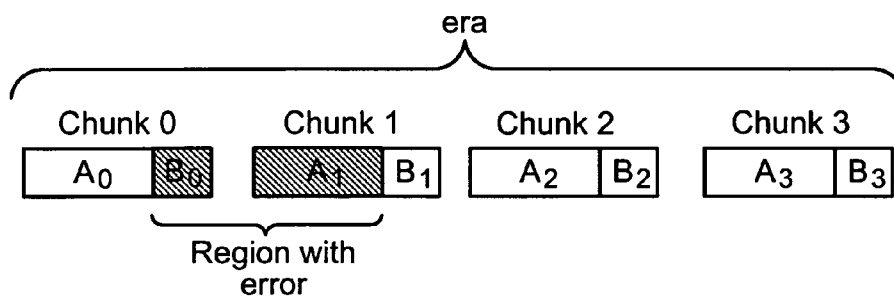 era
Chunk 0 Chunk 1 Chunk 2 Chunk 3
A₀ B₀ A₁ B₁ A₂ B₂ A₃ B₃
Region with
error